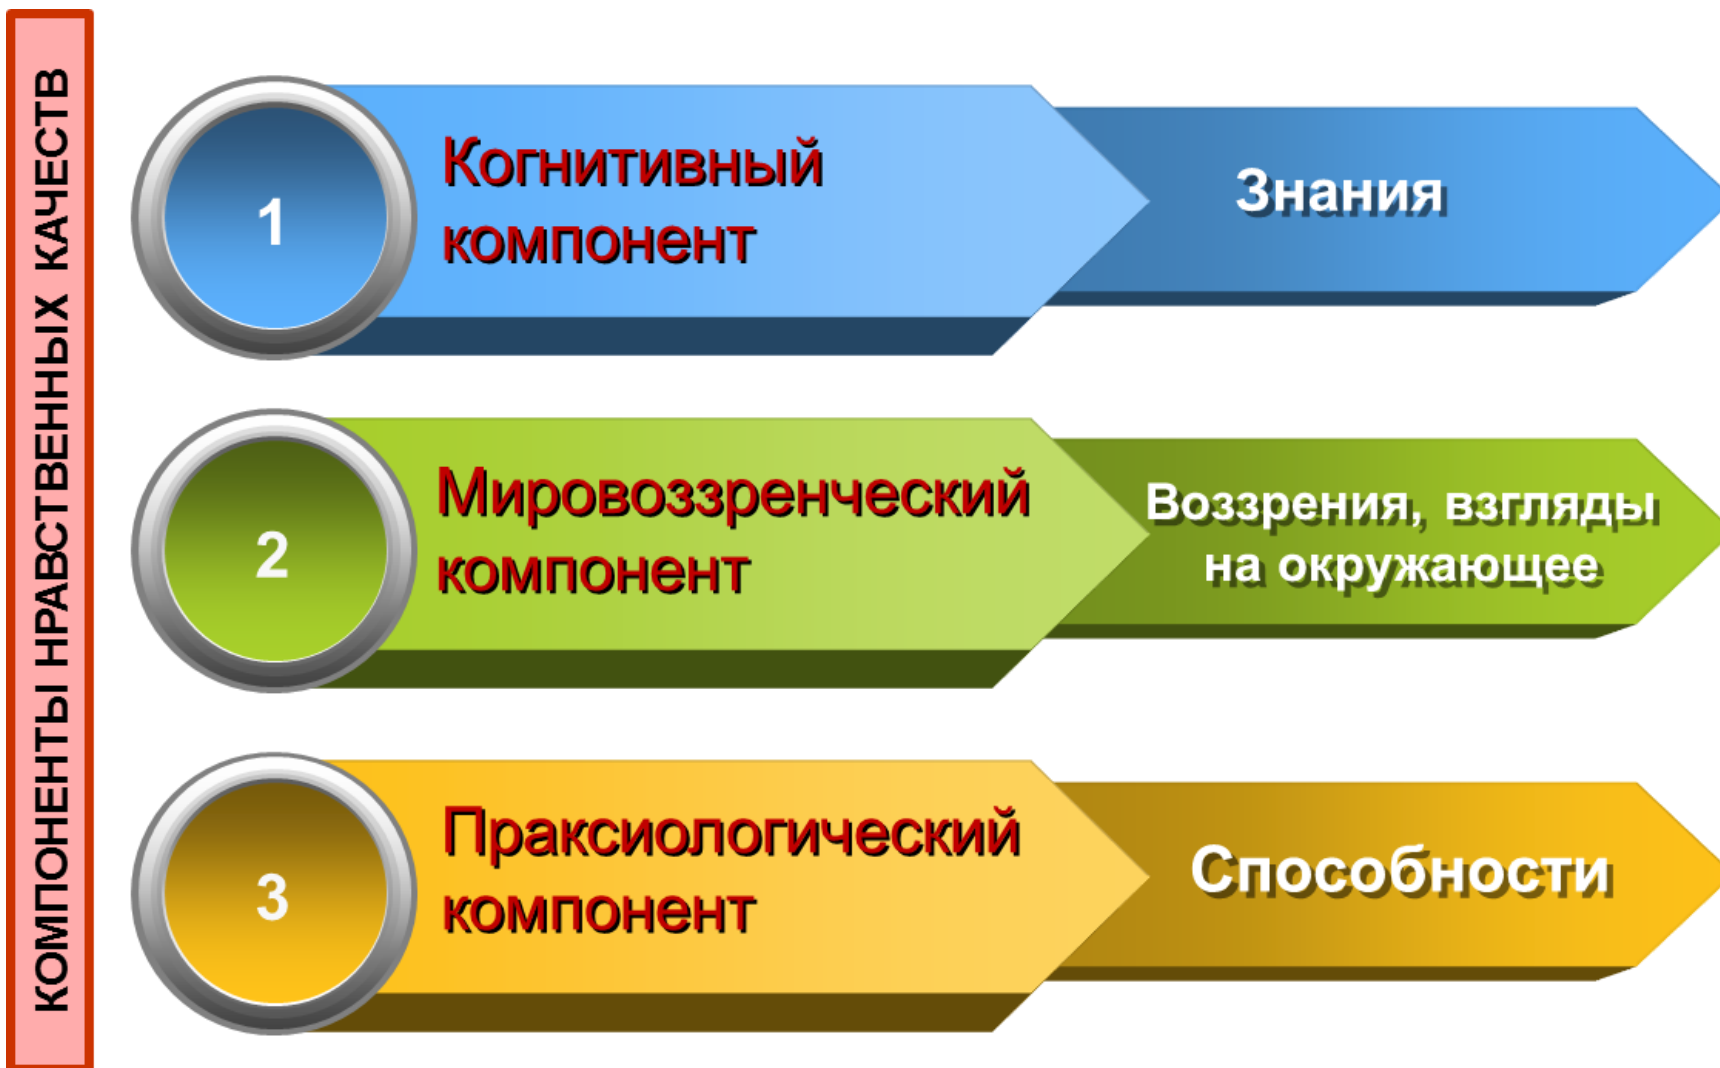 КОМПОНЕНТЫ НРАВСТВЕННЫХ КАЧЕСТВ
1
Когнитивный
компонент
Знания
2
Мировоззренческий
компонент
Воззрения, взгляды
на окружающее
3
Праксиологический
компонент
Способности